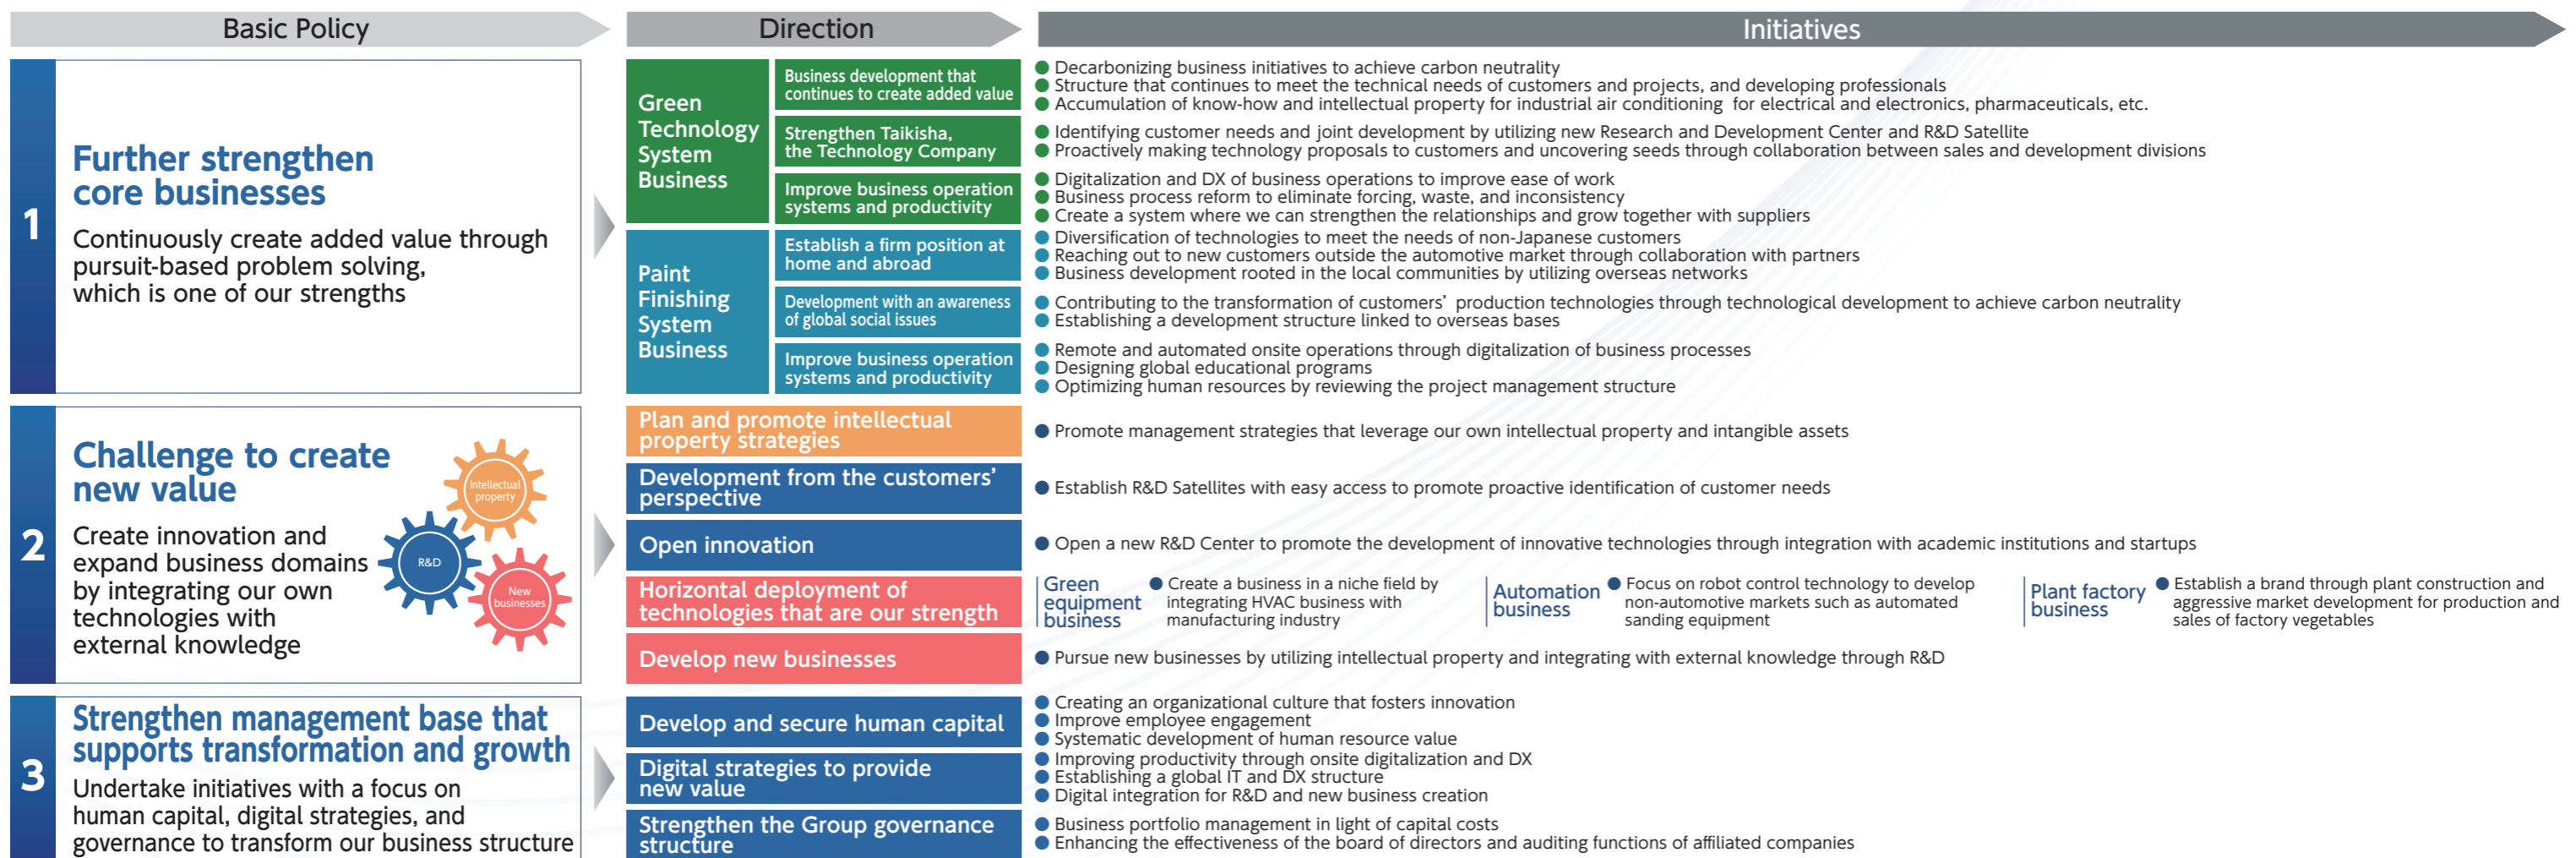 Basic Policy
Direction
Initiatives
1
Further strengthen
core businesses
Continuously create added value through
pursuit-based problem solving,
which is one of our strengths
Green
Technology
System
Business
Business development that
continues to create added value
Decarbonizing business initiatives to achieve carbon neutrality
Structure that continues to meet the technical needs of customers and projects, and developing professionals
Accumulation of know-how and intellectual property for industrial air conditioning for electrical and electronics, pharmaceuticals, etc.
Strengthen Taikisha,
the Technology Company
Identifying customer needs and joint development by utilizing new Research and Development Center and R&D Satellite
Proactively making technology proposals to customers and uncovering seeds through collaboration between sales and development divisions
Improve business operation
systems and productivity
Digitalization and DX of business operations to improve ease of work
Business process reform to eliminate forcing, waste, and inconsistency
Create a system where we can strengthen the relationships and grow together with suppliers
Paint
Finishing
System
Business
Establish a firm position at
home and abroad
Diversification of technologies to meet the needs of non-Japanese customers
Reaching out to new customers outside the automotive market through collaboration with partners
Business development rooted in the local communities by utilizing overseas networks
Development with an awareness
of global social issues
Contributing to the transformation of customers' production technologies through technological development to achieve carbon neutrality
Establishing a development structure linked to overseas bases
Improve business operation
systems and productivity
Remote and automated onsite operations through digitalization of business processes
Designing global educational programs
Optimizing human resources by reviewing the project management structure
2
Challenge to create
new value
Create innovation and
expand business domains
by integrating our own
technologies with
external knowledge
Intellectual
property
R&D
New
businesses
Plan and promote intellectual
property strategies
Promote management strategies that leverage our own intellectual property and intangible assets
Development from the customers'
perspective
Establish R&D Satellites with easy access to promote proactive identification of customer needs
Open innovation
Open a new R&D Center to promote the development of innovative technologies through integration with academic institutions and startups
Horizontal deployment of
technologies that are our strength
Green
equipment
business
Create a business in a niche field by
integrating HVAC business with
manufacturing industry
Automation
business
Focus on robot control technology to develop
non-automotive markets such as automated
sanding equipment
Plant factory
business
Establish a brand through plant construction and
aggressive market development for production and
sales of factory vegetables
Develop new businesses
Pursue new businesses by utilizing intellectual property and integrating with external knowledge through R&D
3
Strengthen management base that
supports transformation and growth
Undertake initiatives with a focus on
human capital, digital strategies, and
governance to transform our business structure
Develop and secure human capital
Creating an organizational culture that fosters innovation
Improve employee engagement
Systematic development of human resource value
Digital strategies to provide
new value
Improving productivity through onsite digitalization and DX
Establishing a global IT and DX structure
Digital integration for R&D and new business creation
Strengthen the Group governance
structure
Business portfolio management in light of capital costs
Enhancing the effectiveness of the board of directors and auditing functions of affiliated companies